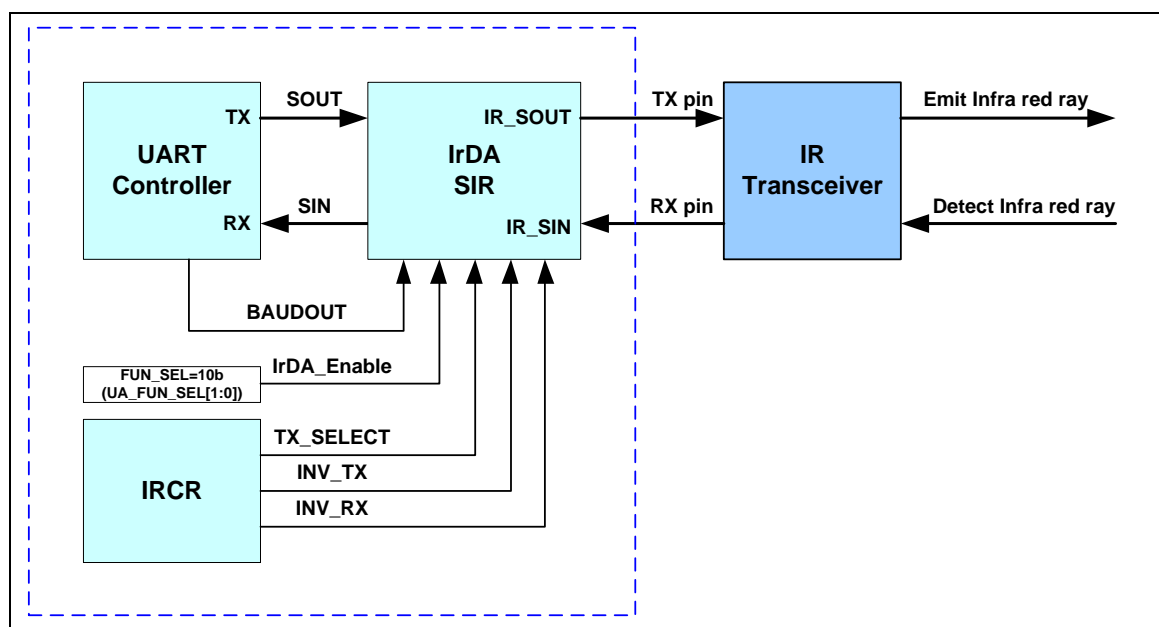 SOUT
TX pin
Emit Infra red ray
TX
IR_SOUT
UART
Controller
IrDA
SIR
IR
Transceiver
SIN
RX pin
Detect Infra red ray
RX
IR_SIN
BAUDOUT
IrDA_Enable
FUN_SEL=10b
(UA_FUN_SEL[1:0])
TX_SELECT
INV_TX
IRCR
INV_RX